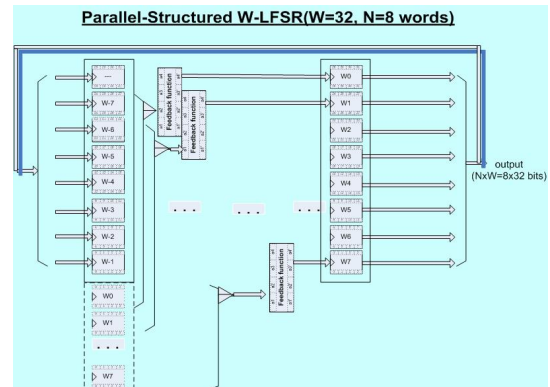 Parallel-Structured W-LFSR(W=32, N=8 words)
---
W-7
W-6
W-5
W-4
W-3
W-2
W-1
W0
W1
...
W7
Feedback function
Feedback function
Feedback function
... ... ...
W0
W1
W2
W3
W4
W5
W6
W7
output
(NxW=8x32 bits)